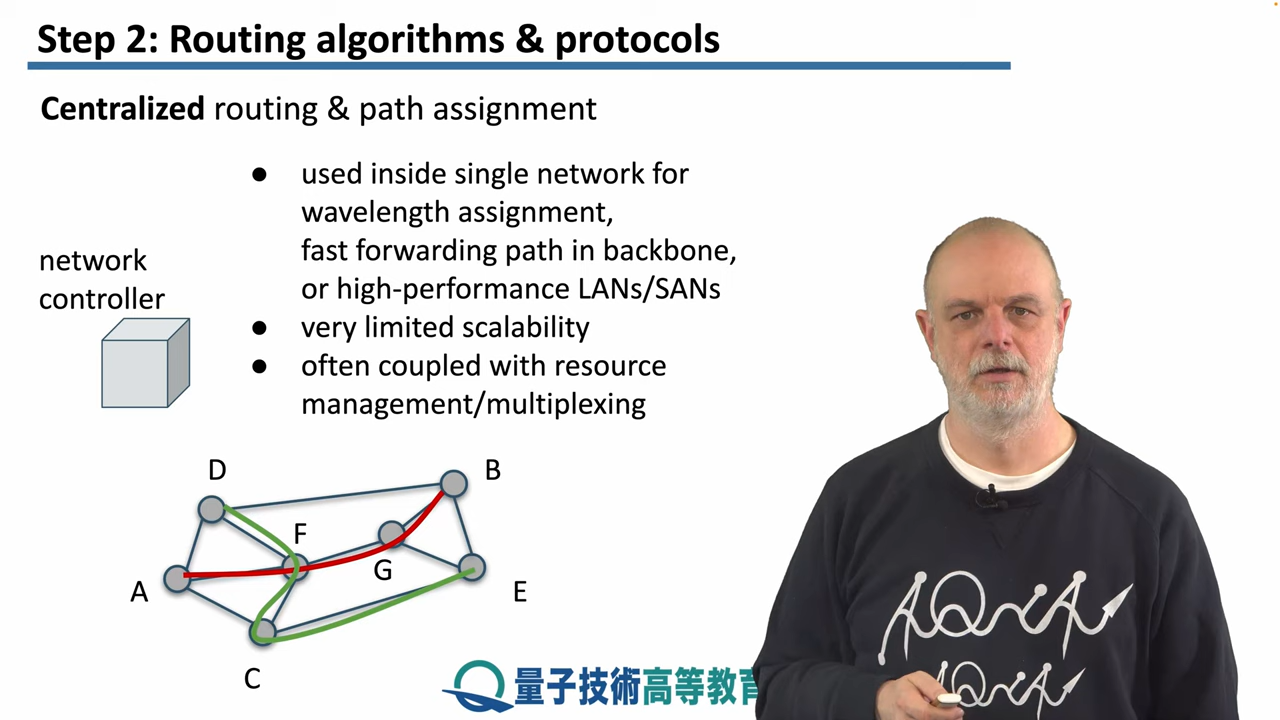 Step 2: Routing algorithms & protocols
Centralized routing & path assignment
● used inside single network for
wavelength assignment,
fast forwarding path in backbone,
or high-performance LANs/SANs
● very limited scalability
● often coupled with resource
management/multiplexing
network
controller
D
B
F
G
A
E
C
量子技術高等教育
AQUA
AQUA